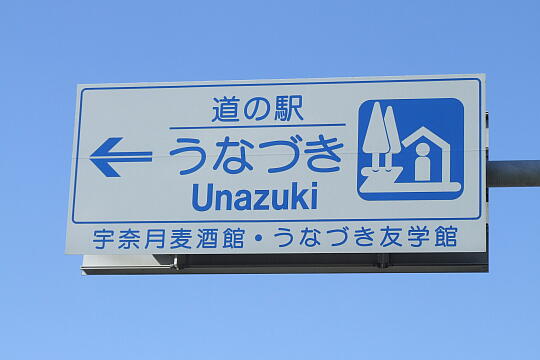 道の駅
うなづき
Unazuki
宇奈月麦酒館・うなづき友学館